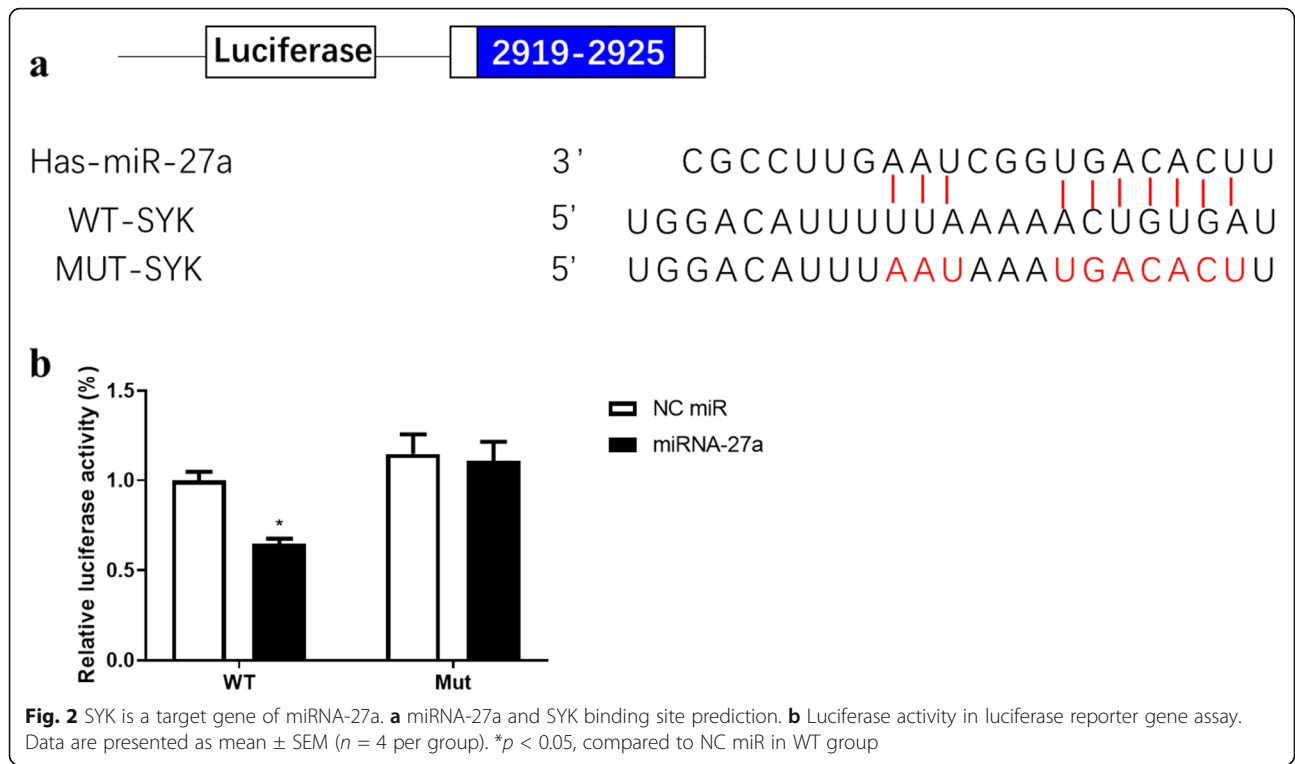 a
Luciferase 2919-2925
Has-miR-27a 3' CGCCUUGAAUCGGUGACACUU
WT-SYK 5' UGGACAUUUUUAAAAACUGUGAU
MUT-SYK 5' UGGACAUUUAAUAAAUGACACUU
b
Relative luciferase activity (%)
1.5
1.0
0.5
0.0
*
WT Mut
NC miR
miRNA-27a
Fig. 2 SYK is a target gene of miRNA-27a. a miRNA-27a and SYK binding site prediction. b Luciferase activity in luciferase reporter gene assay.
Data are presented as mean ± SEM (n = 4 per group). *p < 0.05, compared to NC miR in WT group